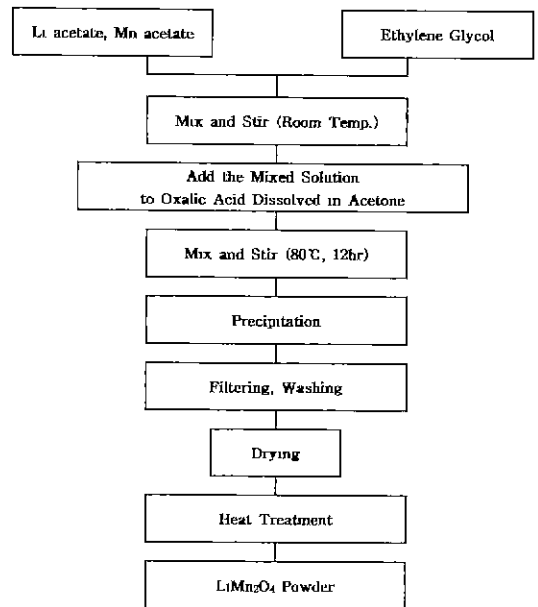 Li acetate, Mn acetate
Ethylene Glycol
Mix and Stir (Room Temp.)
Add the Mixed Solution
to Oxalic Acid Dissolved in Acetone
Mix and Stir (80℃, 12hr)
Precipitation
Filtering, Washing
Drying
Heat Treatment
LiMn₂O₄ Powder